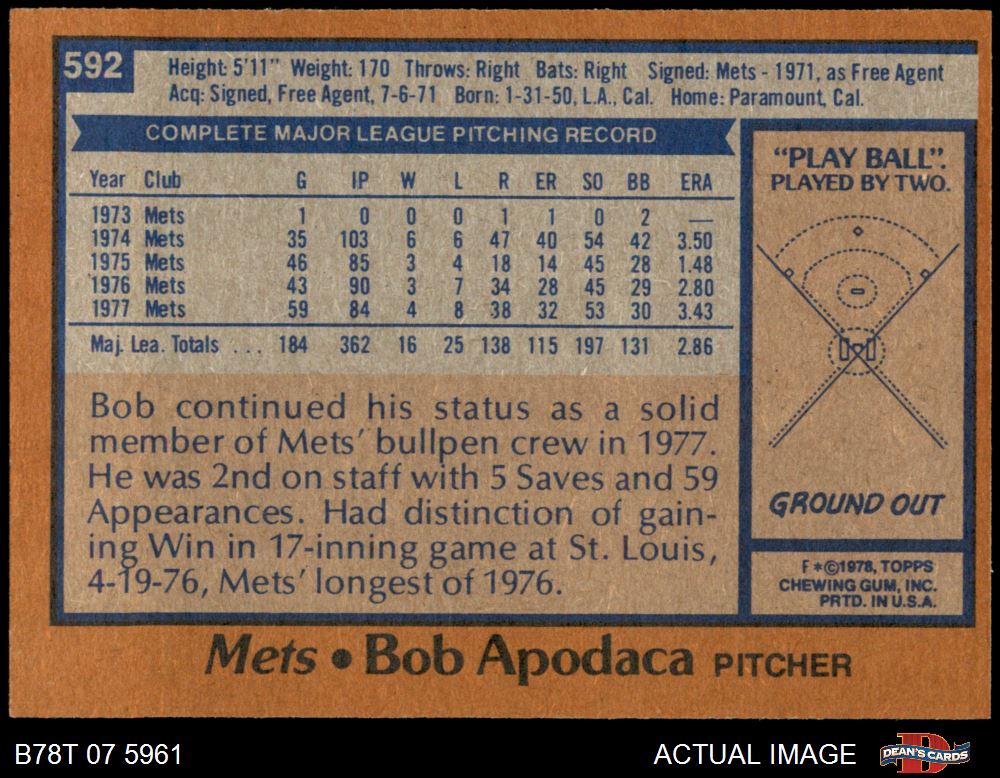 592
Height: 5'11" Weight: 170 Throws: Right Bats: Right Signed: Mets - 1971, as Free Agent
Acq: Signed, Free Agent, 7-6-71 Born: 1-31-50, L.A., Cal. Home: Paramount, Cal.
COMPLETE MAJOR LEAGUE PITCHING RECORD
Year Club G IP W L R ER SO BB ERA
1973 Mets 1 0 0 0 1 1 0 2 —
1974 Mets 35 103 6 6 47 40 54 42 3.50
1975 Mets 46 85 3 4 18 14 45 28 1.48
1976 Mets 43 90 3 7 34 28 45 29 2.80
1977 Mets 59 84 4 8 38 32 53 30 3.43
Maj. Lea. Totals ... 184 362 16 25 138 115 197 131 2.86
Bob continued his status as a solid
member of Mets' bullpen crew in 1977.
He was 2nd on staff with 5 Saves and 59
Appearances. Had distinction of gain-
ing Win in 17-inning game at St. Louis,
4-19-76, Mets' longest of 1976.
"PLAY BALL".
PLAYED BY TWO.
GROUND OUT
F*©1978, TOPPS
CHEWING GUM, INC.
PRTD. IN U.S.A.
Mets • Bob Apodaca PITCHER
B78T 07 5961 ACTUAL IMAGE DEAN'S CARDS